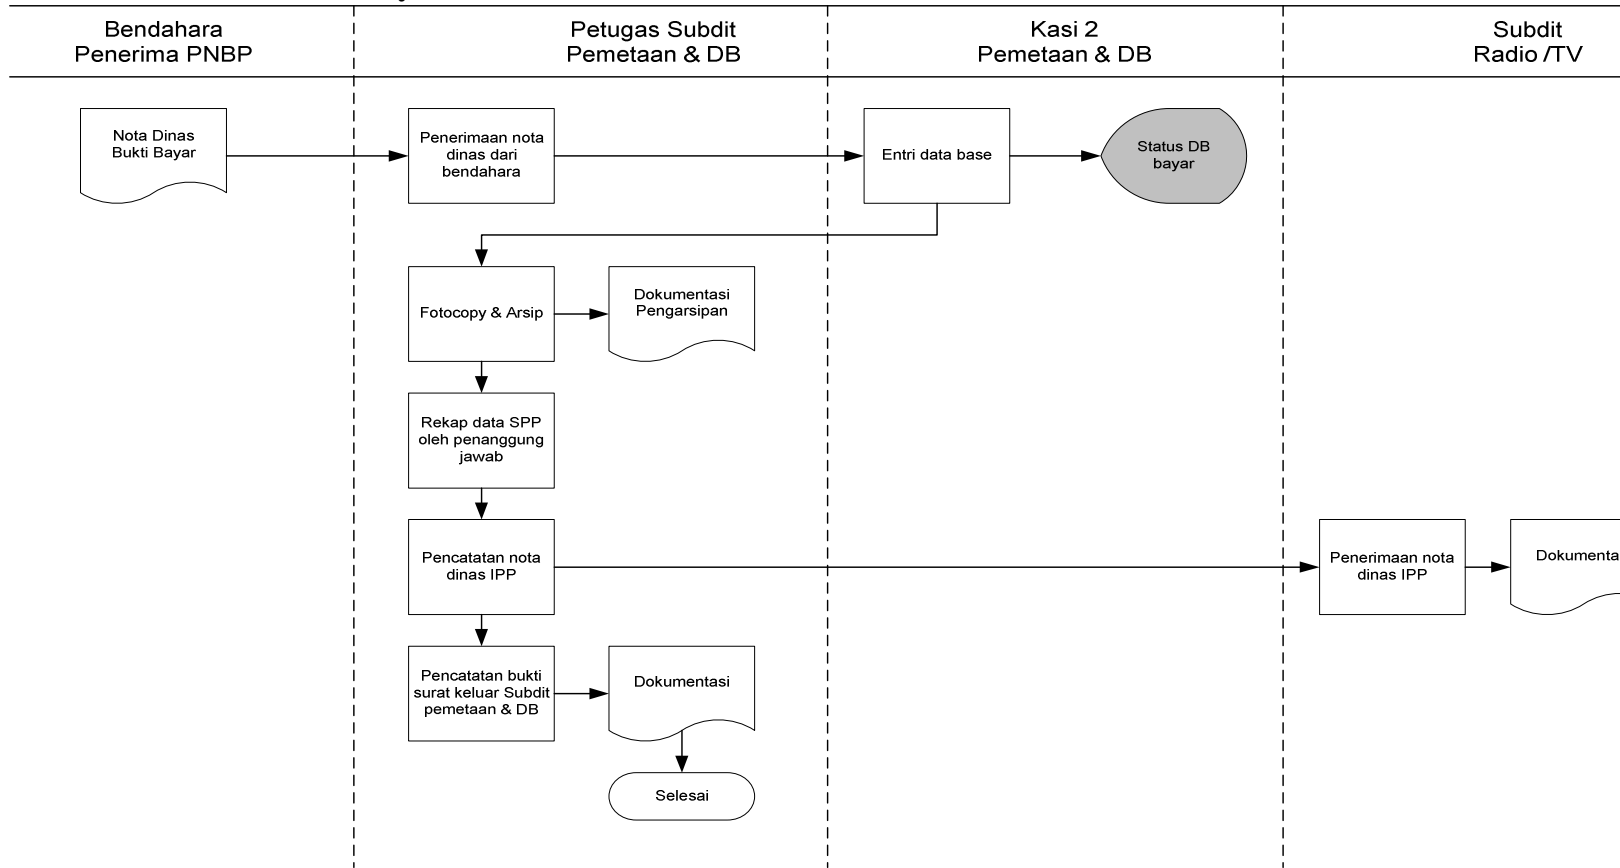 Bendahara
Penerima PNBP
Petugas Subdit
Pemetaan & DB
Kasi 2
Pemetaan & DB
Subdit
Radio /TV
Nota Dinas
Bukti Bayar
Penerimaan nota
dinas dari
bendahara
Entri data base
Status DB
bayar
Fotocopy & Arsip
Dokumentasi
Pengarsipan
Rekap data SPP
oleh penanggung
jawab
Pencatatan nota
dinas IPP
Penerimaan nota
dinas IPP
Dokumenta
Pencatatan bukti
surat keluar Subdit
pemetaan & DB
Dokumentasi
Selesai